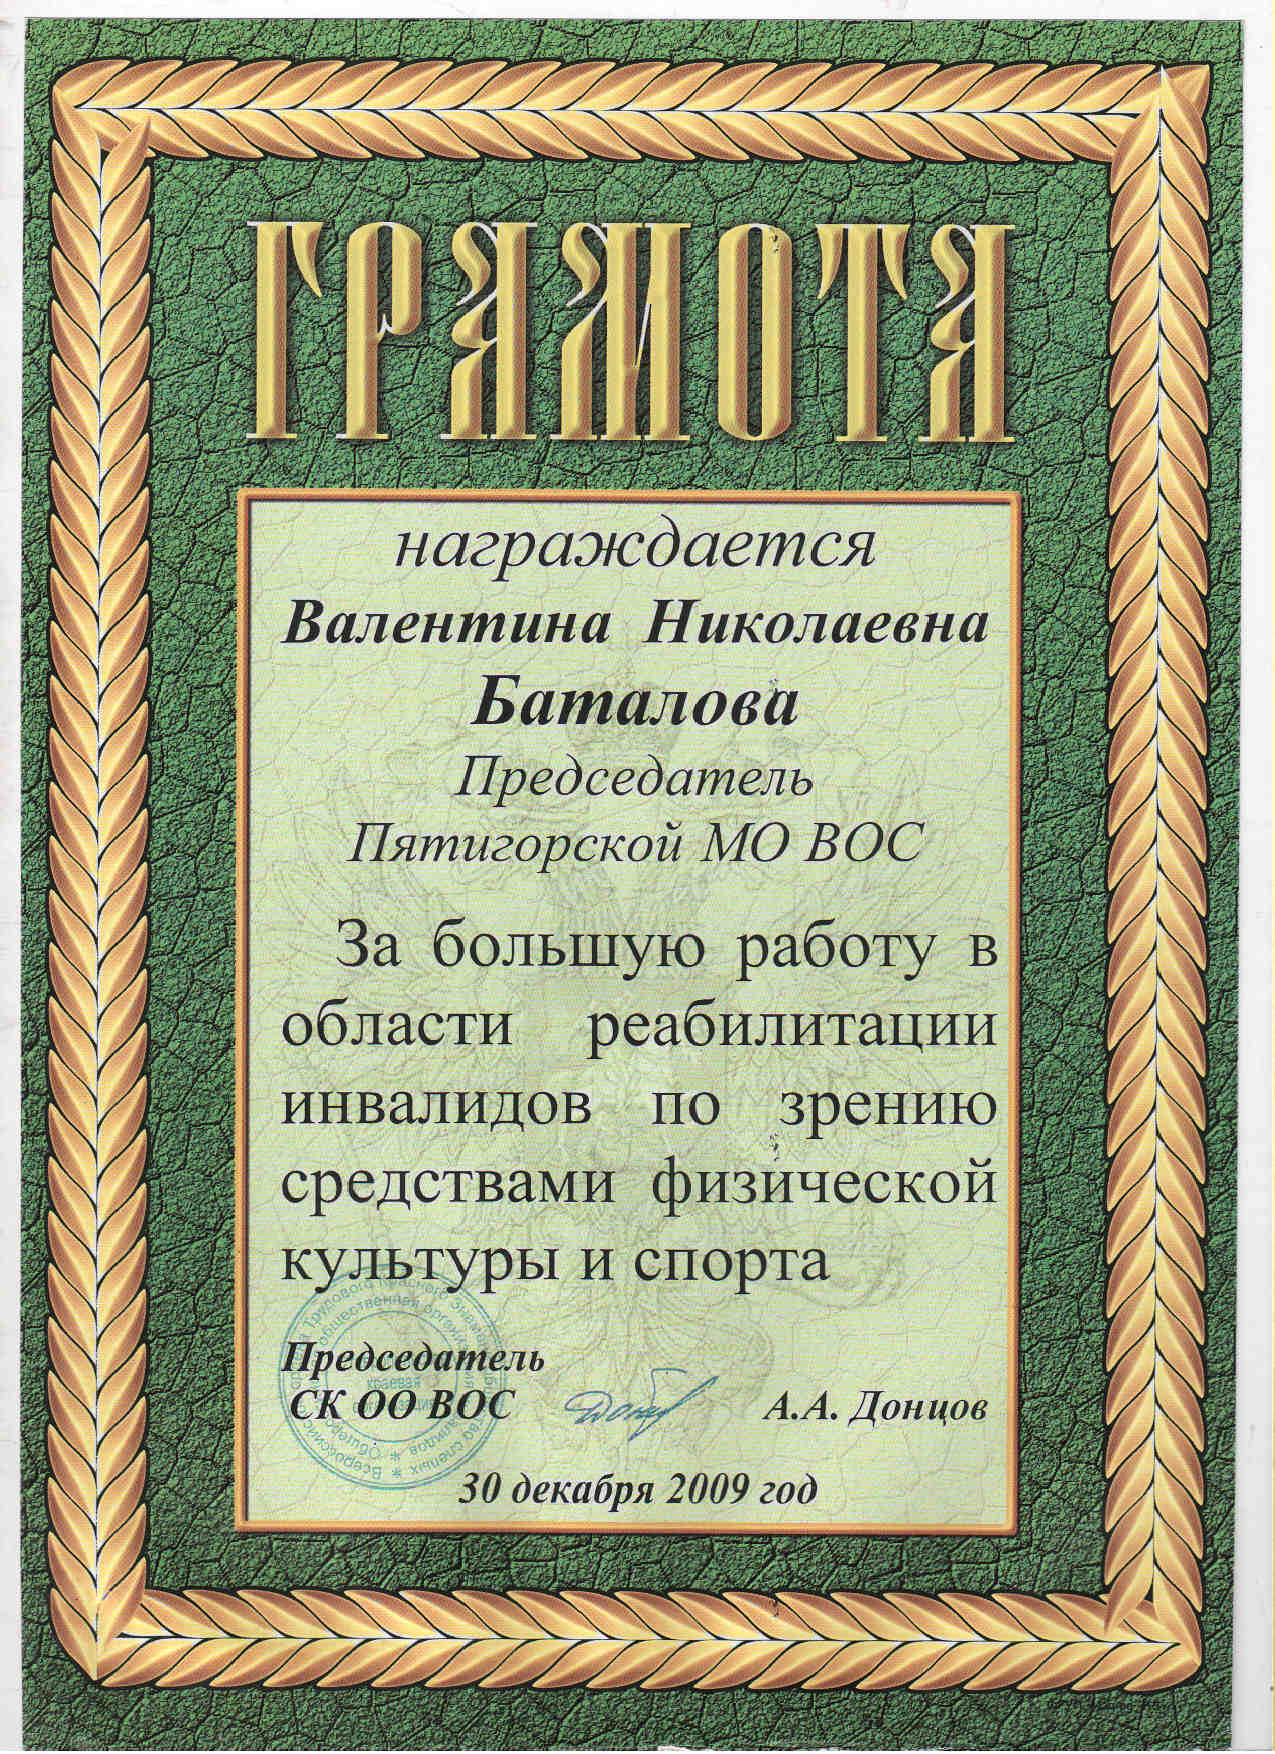 ГРАМОТА
награждается
Валентина Николаевна
Баталова
Председатель
Пятигорской МО ВОС
За большую работу в
области реабилитации
инвалидов по зрению
средствами физической
культуры и спорта
Председатель
СК ОО ВОС
А.А. Донцов
30 декабря 2009 год
краевая